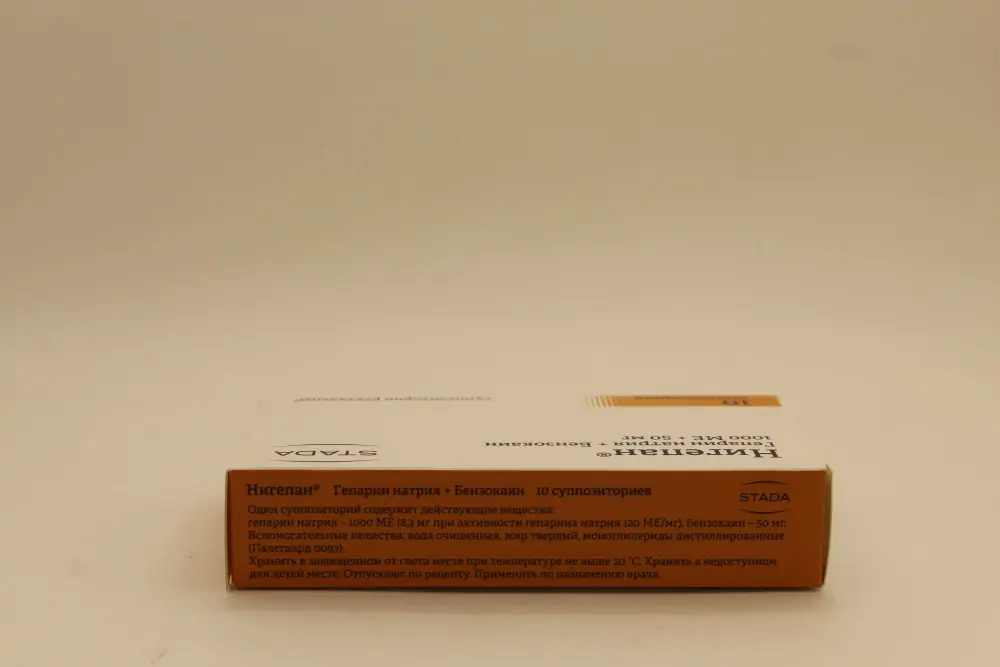 суппозитории ректальные
10
Нигепан®
Гепарин натрия + Бензокаин
1000 МЕ + 50 мг
STADA
Нигепан® Гепарин натрия + Бензокаин 10 суппозиториев
STADA
Один суппозиторий содержит действующие вещества:
гепарин натрия – 1000 МЕ (8,3 мг при активности гепарина натрия 120 МЕ/мг), бензокаин – 50 мг.
Вспомогательные вещества: вода очищенная, жир твердый, моноглицериды дистиллированные
(Палсгаард 0093).
Хранить в защищенном от света месте при температуре не выше 20 °С. Хранить в недоступном
для детей месте. Отпускают по рецепту. Применять по назначению врача.